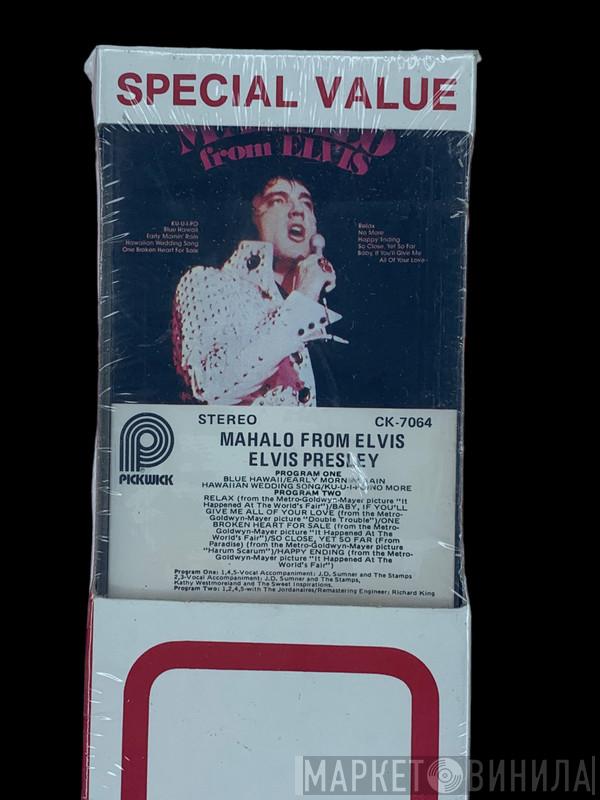 SPECIAL VALUE
MAHALO
from ELVIS
KU-U-I-PO
Blue Hawaii
Early Mornin' Rain
Hawaiian Wedding Song
One Broken Heart For Sale
Relax
No More
Happy Ending
So Close, Yet So Far
Baby, If You'll Give Me
All Of Your Love
PICKWICK
STEREO CK-7064
MAHALO FROM ELVIS
ELVIS PRESLEY
PROGRAM ONE
BLUE HAWAII/EARLY MORNIN' RAIN
HAWAIIAN WEDDING SONG/KU-U-I-PO/NO MORE
PROGRAM TWO
RELAX (from the Metro-Goldwyn-Mayer picture "It
Happened At The World's Fair")/BABY, IF YOU'LL
GIVE ME ALL OF YOUR LOVE (from the Metro-
Goldwyn-Mayer picture "Double Trouble")/ONE
BROKEN HEART FOR SALE (from the Metro-
Goldwyn-Mayer picture "It Happened At The
World's Fair")/SO CLOSE, YET SO FAR (From
Paradise) (from the Metro-Goldwyn-Mayer picture
"Harum Scarum")/HAPPY ENDING (from the Metro-
Goldwyn-Mayer picture "It Happened At The
World's Fair")
Program One: 1,4,5-Vocal Accompaniment: J.D. Sumner and The Stamps
2,3-Vocal Accompaniment: J.D. Sumner and The Stamps,
Kathy Westmoreland and The Sweet Inspirations.
Program Two: 1,2,4,5-with The Jordanaires/Remastering Engineer: Richard King
МАРКЕТ ВИНИЛА